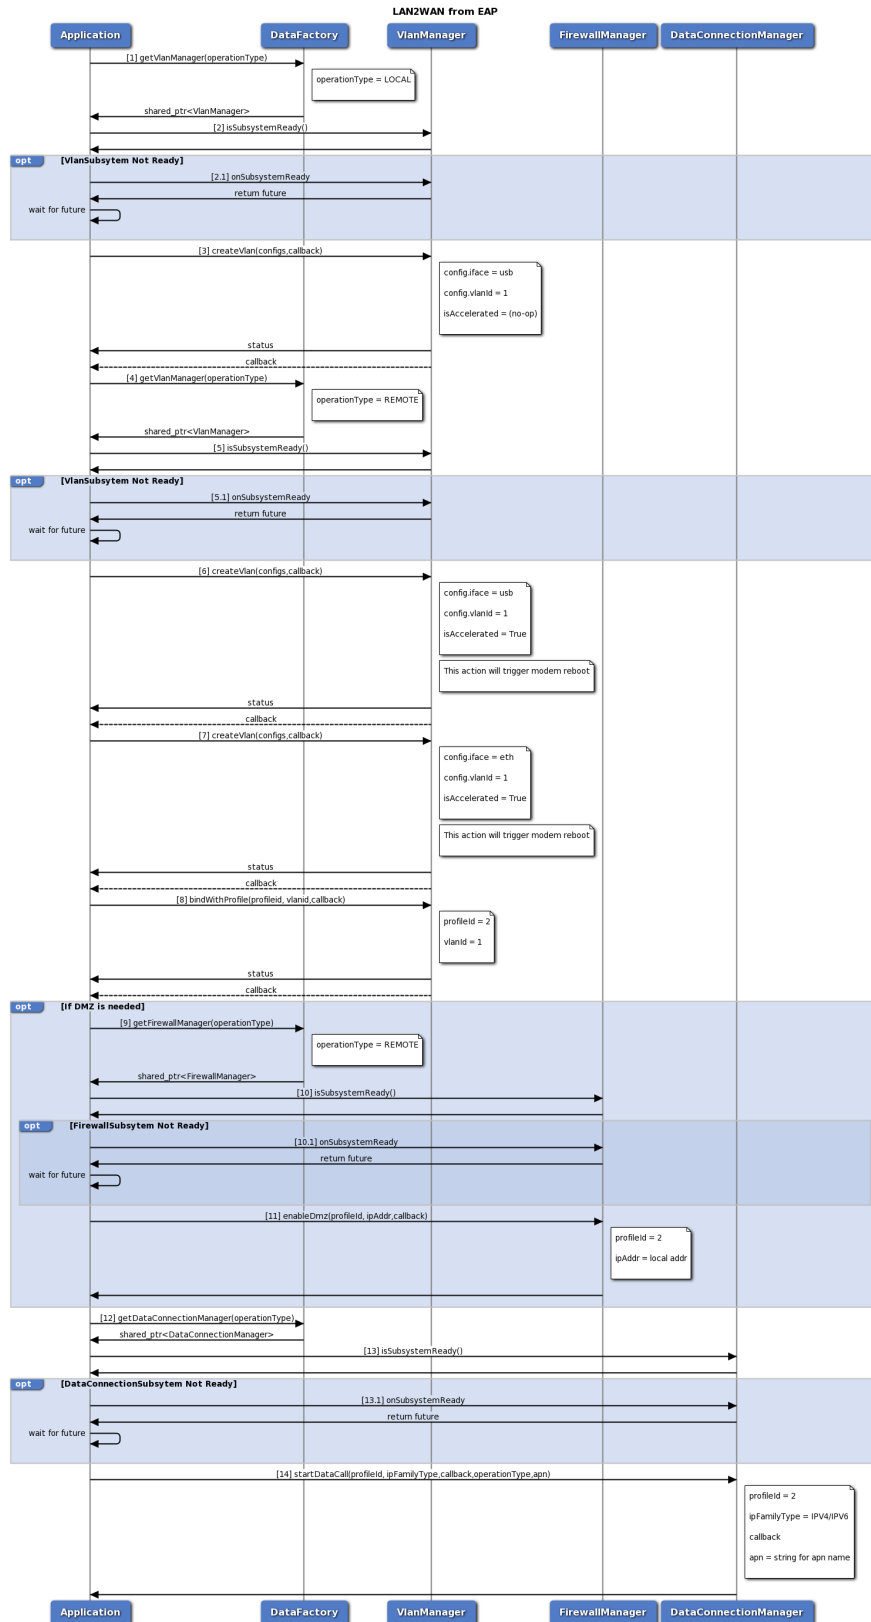 LAN2WAN from EAP
Application
DataFactory
VlanManager
FirewallManager
DataConnectionManager
[1] getVlanManager(operationType)
operationType = LOCAL
shared_ptr<VlanManager>
[2] isSubsystemReady()
opt
[VlanSubsytem Not Ready]
[2.1] onSubsystemReady
return future
wait for future
[3] createVlan(configs,callback)
config.iface = usb
config.vlanId = 1
isAccelerated = (no-op)
status
callback
[4] getVlanManager(operationType)
operationType = REMOTE
shared_ptr<VlanManager>
[5] isSubsystemReady()
opt
[VlanSubsytem Not Ready]
[5.1] onSubsystemReady
return future
wait for future
[6] createVlan(configs,callback)
config.iface = usb
config.vlanId = 1
isAccelerated = True
This action will trigger modem reboot
status
callback
[7] createVlan(configs,callback)
config.iface = eth
config.vlanId = 1
isAccelerated = True
This action will trigger modem reboot
status
callback
[8] bindWithProfile(profileid, vlanid,callback)
profileId = 2
vlanId = 1
status
callback
opt
[If DMZ is needed]
[9] getFirewallManager(operationType)
operationType = REMOTE
shared_ptr<FirewallManager>
[10] isSubsystemReady()
opt
[FirewallSubsytem Not Ready]
[10.1] onSubsystemReady
return future
wait for future
[11] enableDmz(profileId, ipAddr,callback)
profileId = 2
ipAddr = local addr
[12] getDataConnectionManager(operationType)
shared_ptr<DataConnectionManager>
[13] isSubsystemReady()
opt
[DataConnectionSubsytem Not Ready]
[13.1] onSubsystemReady
return future
wait for future
[14] startDataCall(profileId, ipFamilyType,callback,operationType,apn)
profileId = 2
ipFamilyType = IPV4/IPV6
callback
apn = string for apn name
Application
DataFactory
VlanManager
FirewallManager
DataConnectionManager